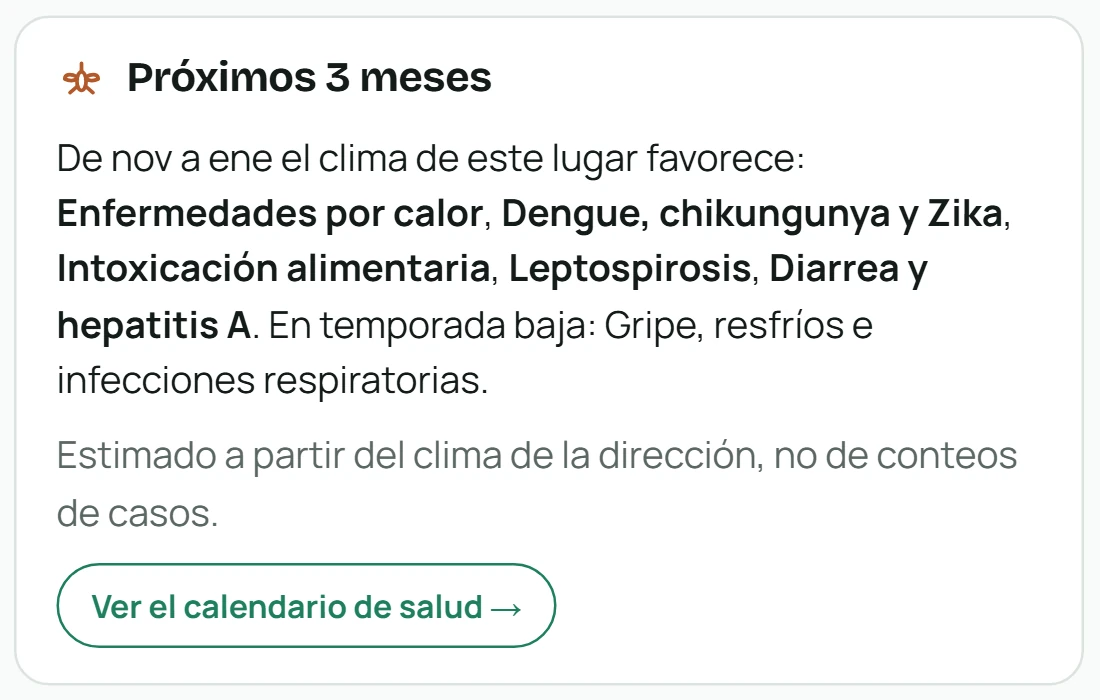 Próximos 3 meses
De nov a ene el clima de este lugar favorece:
Enfermedades por calor, Dengue, chikungunya y Zika,
Intoxicación alimentaria, Leptospirosis, Diarrea y
hepatitis A. En temporada baja: Gripe, resfríos e
infecciones respiratorias.
Estimado a partir del clima de la dirección, no de conteos
de casos.
Ver el calendario de salud →